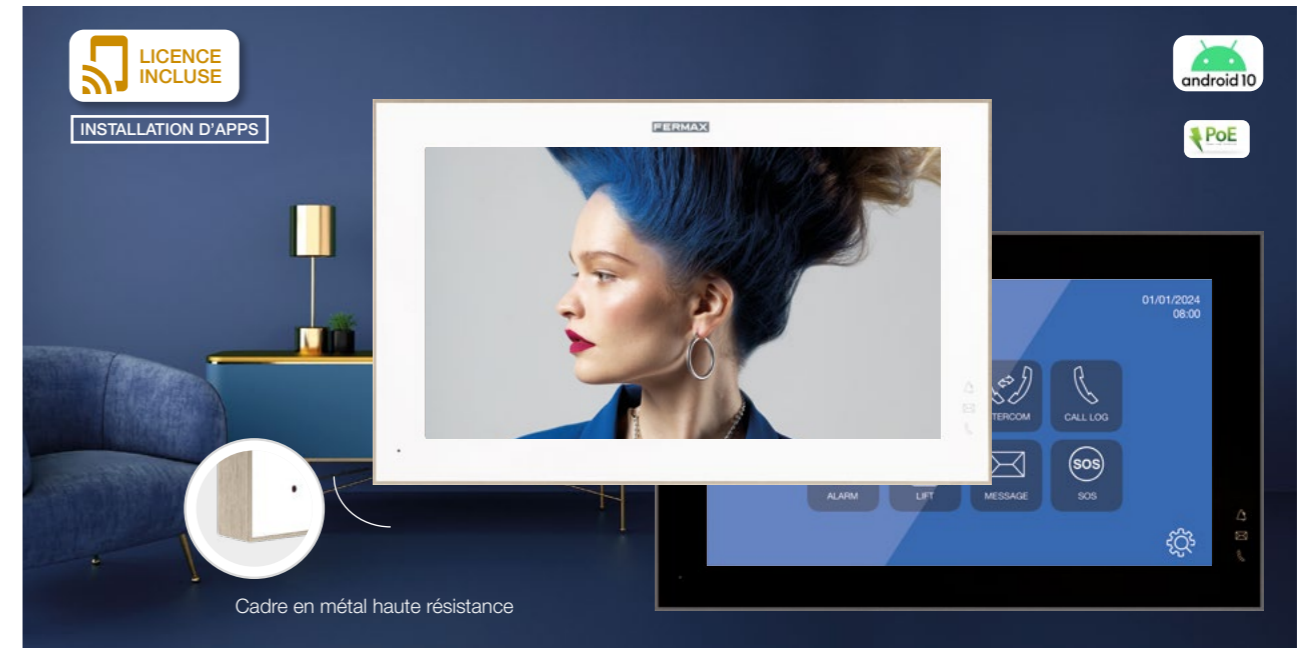 LICENCE
INCLUSE
INSTALLATION D'APPS
android 10
PoE
FERMAX
01/01/2024
08:00
TERCOM
CALL LOG
SOS
ALARM
LIFT
MESSAGE
SOS
Cadre en métal haute résistance